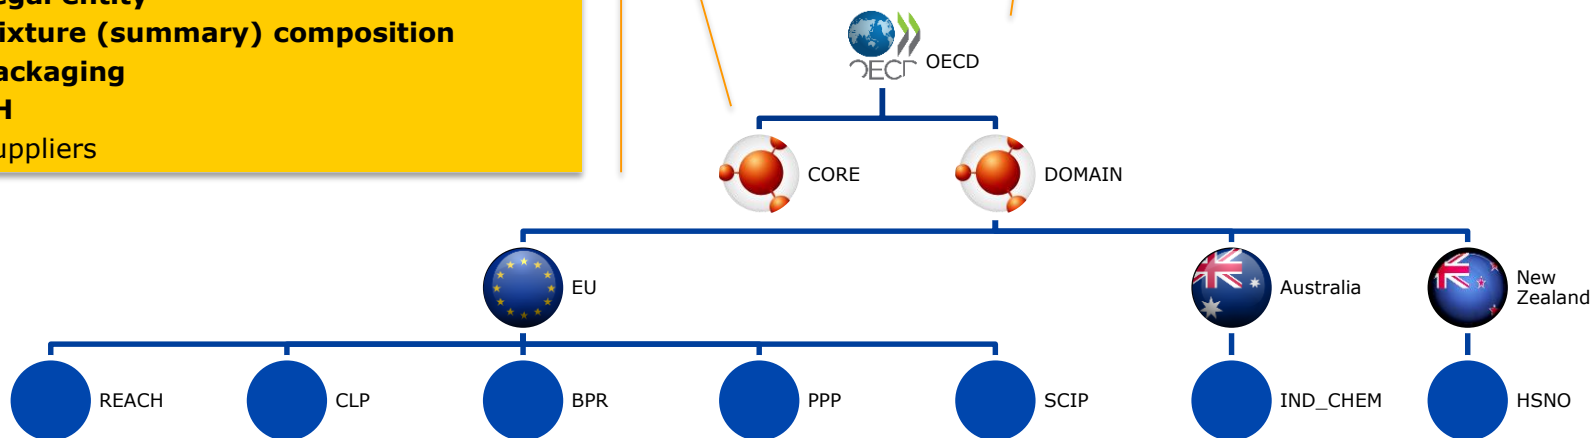 ixture (summary) composition
ackaging
H
uppliers
OECD
CORE
DOMAIN
EU
Australia
New
Zealand
REACH
CLP
BPR
PPP
SCIP
IND_CHEM
HSNO